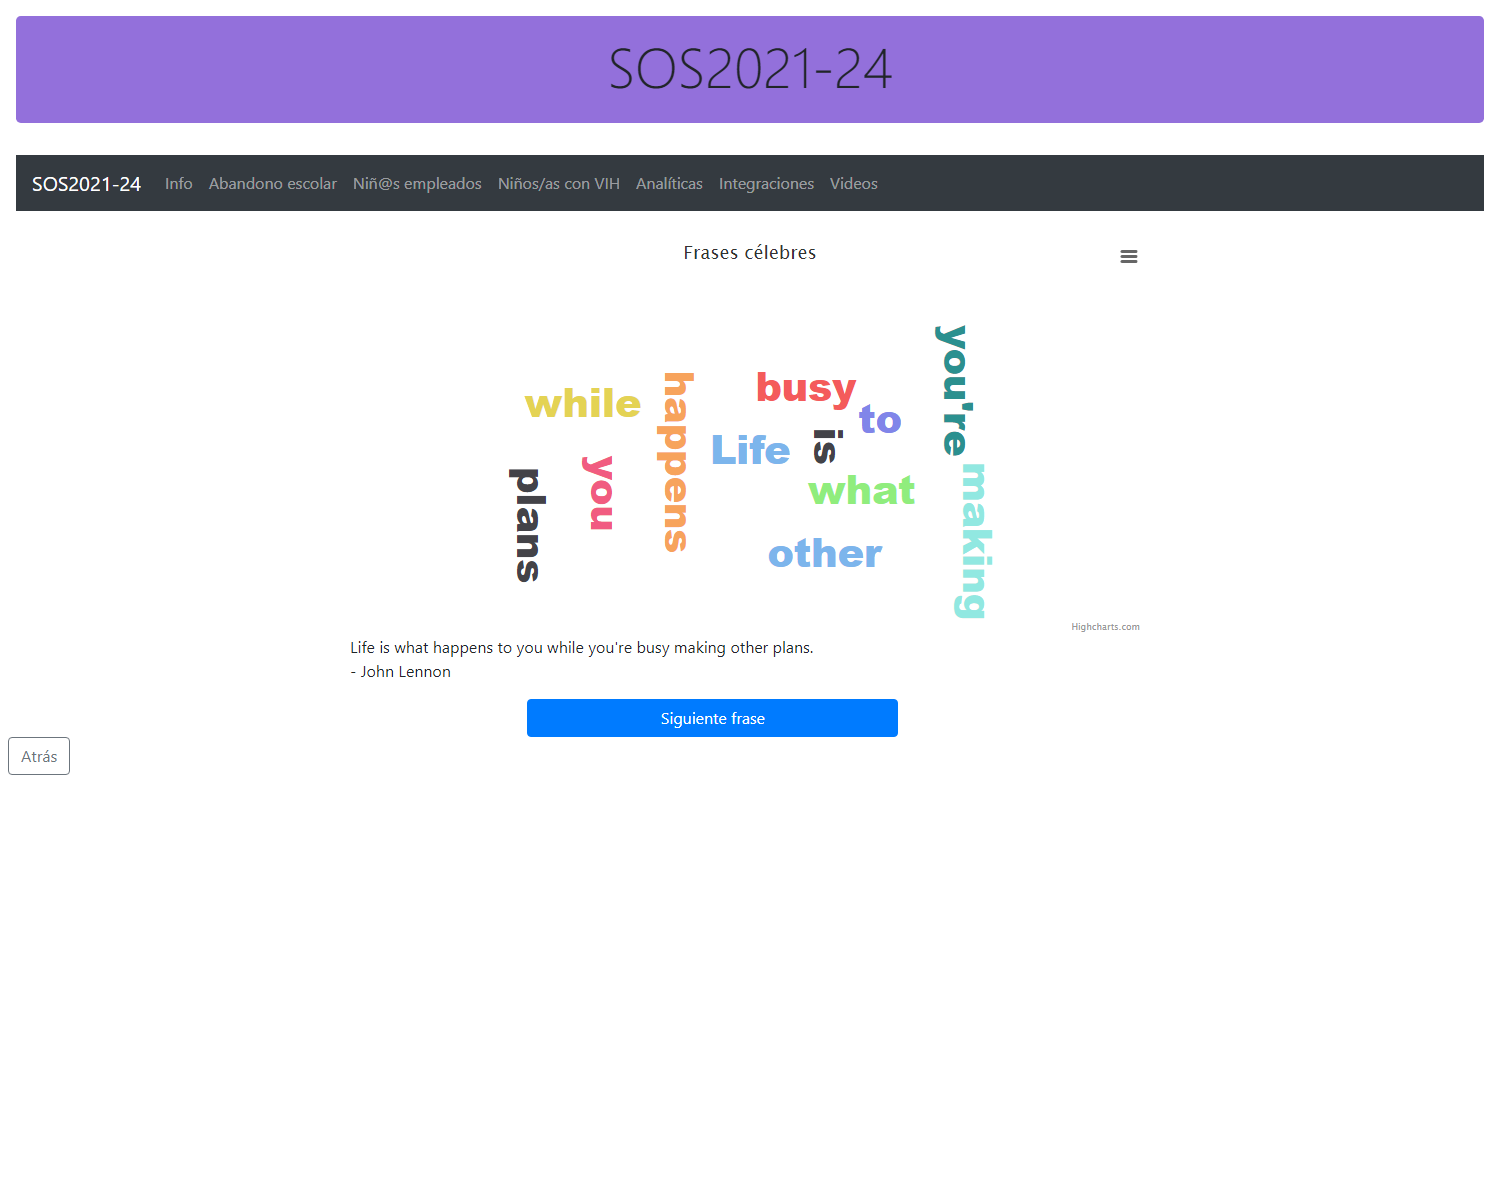 SOS2021-24
SOS2021-24 Info Abandono escolar Niñ@s empleados Niños/as con VIH Analíticas Integraciones Videos
Frases célebres
you're
busy
while
happens
to
Life
is
you
what
plans
making
other
Highcharts.com
Life is what happens to you while you're busy making other plans.
- John Lennon
Siguiente frase
Atrás